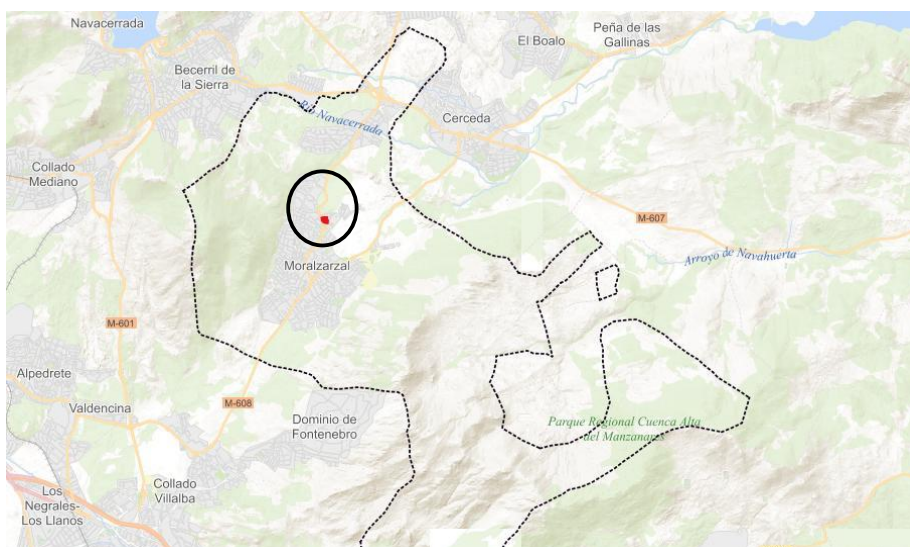 Navacerrada
Peña de las
Gallinas
El Boalo
Becerril de
la Sierra
Río Navacerrada
Cerceda
Collado
Mediano
M-607
Arroyo de Navahuerta
Moralzarzal
M-601
Alpedrete
M-608
Valdencina
Dominio de
Fontenebro
Parque Regional Cuenca Alta
del Manzanares
Collado
Villalba
Los
Negrales-
Los Llanos